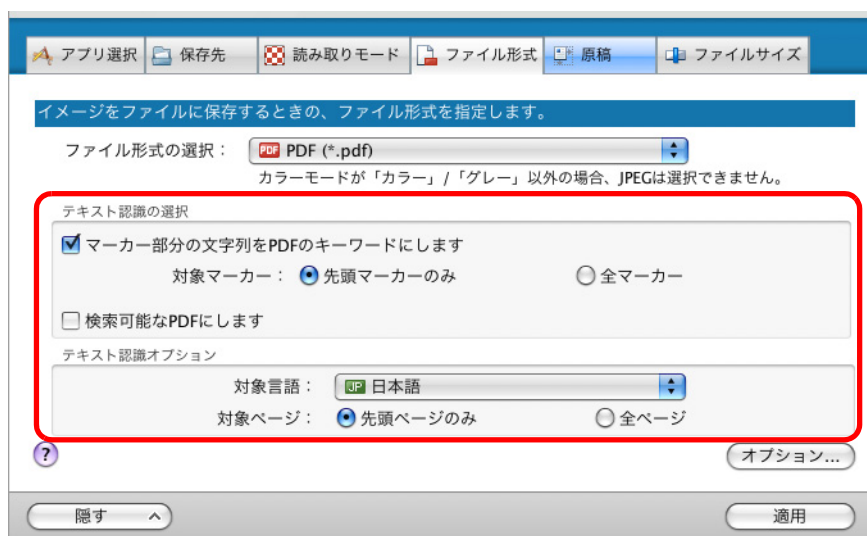 アプリ選択 保存先 読み取りモード ファイル形式 原稿 ファイルサイズ
イメージをファイルに保存するときの、ファイル形式を指定します。
ファイル形式の選択： PDF PDF (*.pdf)
カラーモードが「カラー」/「グレー」以外の場合、JPEGは選択できません。
テキスト認識の選択
マーカー部分の文字列をPDFのキーワードにします
対象マーカー： 先頭マーカーのみ 全マーカー
検索可能なPDFにします
テキスト認識オプション
対象言語： JP 日本語
対象ページ： 先頭ページのみ 全ページ
? オプション...
隠す 適用